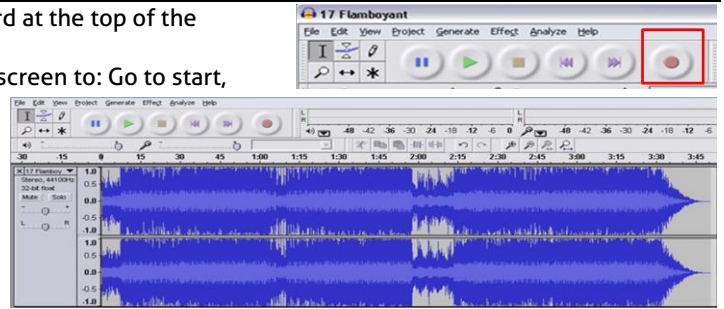 rd at the top of the
screen to: Go to start,
17 Flamboyant
File Edit View Project Generate Effect Analyze Help
File Edit View Project Generate Effect Analyze Help
L
R
L
R
-48 -42 -36 -30 -24 -18 -12 -6 0
-48 -42 -36 -30 -24 -18 -12 -6
-30 -15 0 15 30 45 1:00 1:15 1:30 1:45 2:00 2:15 2:30 2:45 3:00 3:15 3:30 3:45
17 Flamboy
Stereo, 44100Hz
32-bit float
Mute Solo
- +
L R
1.0
0.5
0.0
-0.5
-1.0
1.0
0.5
0.0
-0.5
-1.0